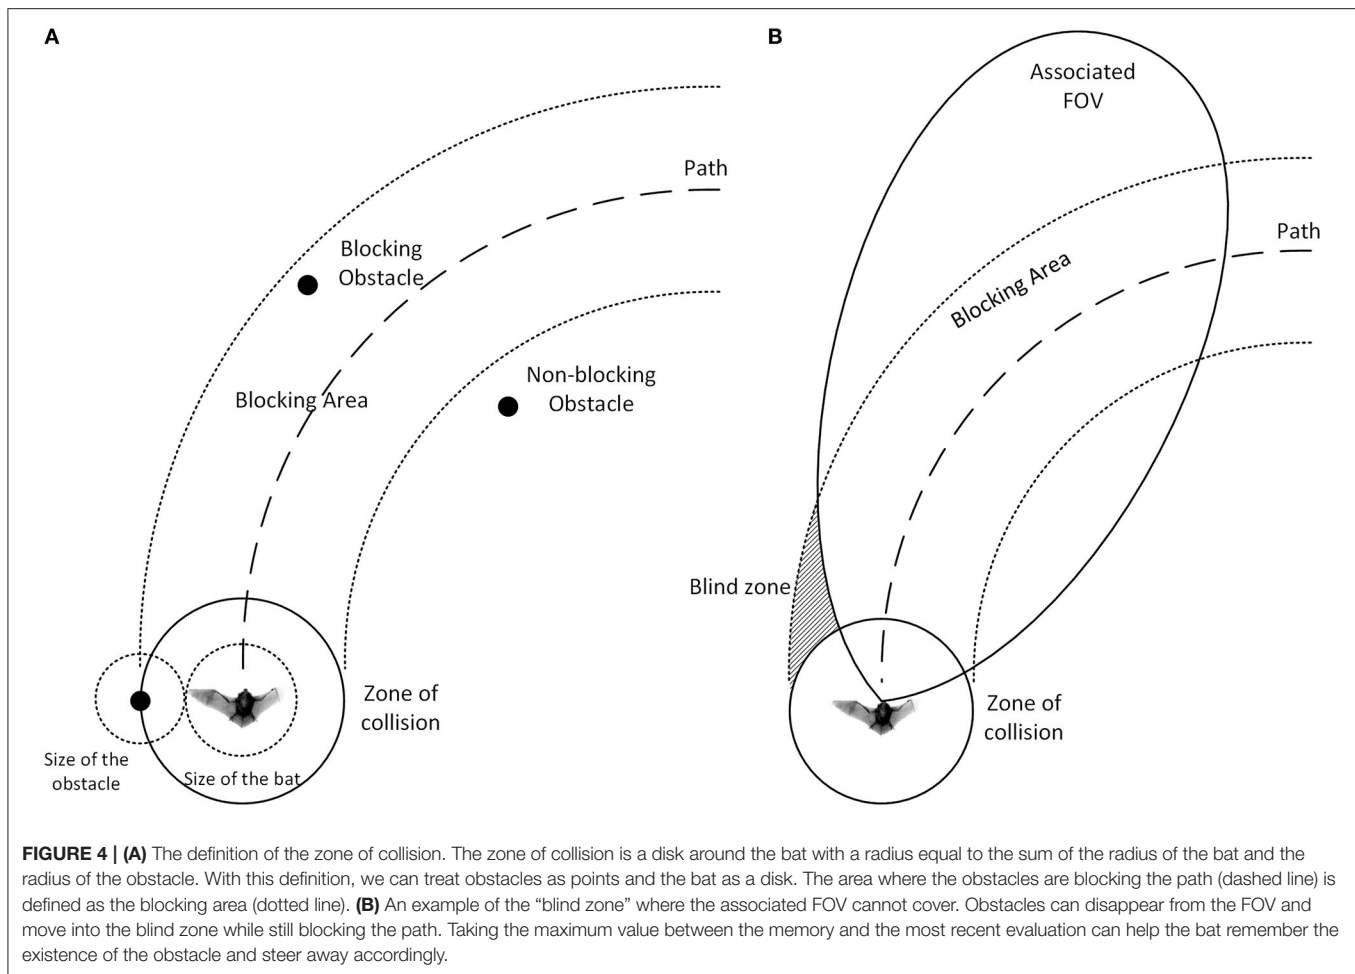 A
Path
Blocking
Obstacle
Blocking Area
Non-blocking
Obstacle
Zone of
collision
Size of the
obstacle
Size of the bat
B
Associated
FOV
Path
Blocking Area
Blind zone
Zone of
collision
FIGURE 4 | (A) The definition of the zone of collision. The zone of collision is a disk around the bat with a radius equal to the sum of the radius of the bat and the
radius of the obstacle. With this definition, we can treat obstacles as points and the bat as a disk. The area where the obstacles are blocking the path (dashed line) is
defined as the blocking area (dotted line). (B) An example of the “blind zone” where the associated FOV cannot cover. Obstacles can disappear from the FOV and
move into the blind zone while still blocking the path. Taking the maximum value between the memory and the most recent evaluation can help the bat remember the
existence of the obstacle and steer away accordingly.